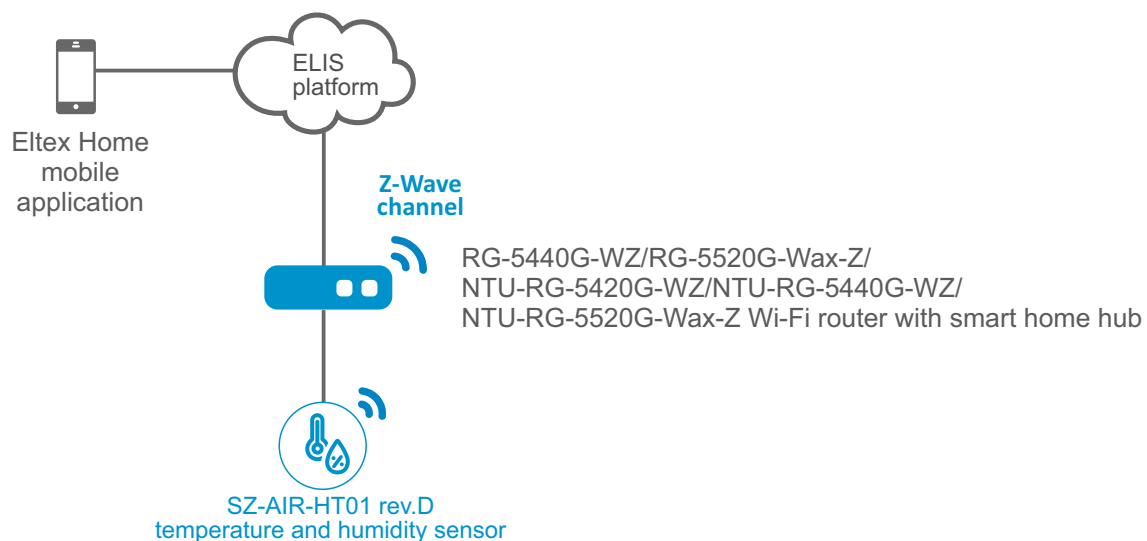 ELIS
platform
Eltex Home
mobile
application
Z-Wave
channel
RG-5440G-WZ/RG-5520G-Wax-Z/
NTU-RG-5420G-WZ/NTU-RG-5440G-WZ/
NTU-RG-5520G-Wax-Z Wi-Fi router with smart home hub
%
SZ-AIR-HT01 rev.D
temperature and humidity sensor